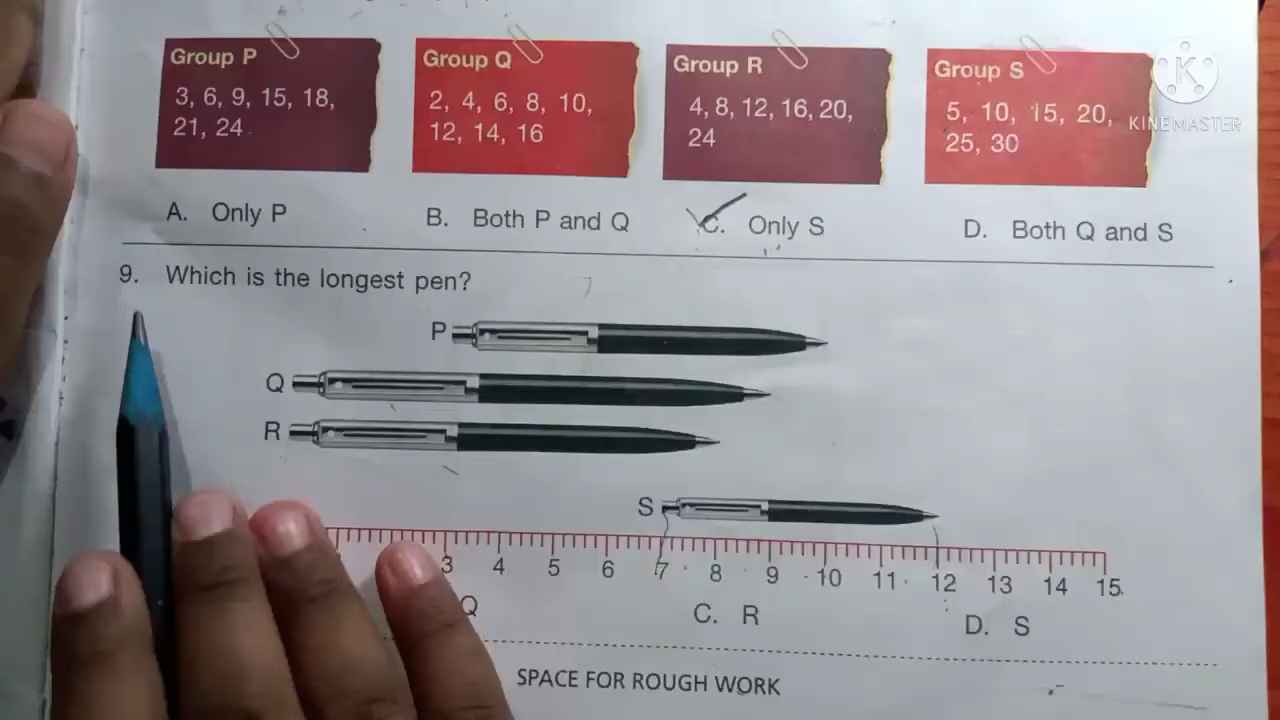 Group P
3, 6, 9, 15, 18,
21, 24
Group Q
2, 4, 6, 8, 10,
12, 14, 16
Group R
4, 8, 12, 16, 20,
24
Group S
5, 10, 15, 20,
25, 30
KINEMASTER
A. Only P B. Both P and Q C. Only S D. Both Q and S
9. Which is the longest pen?
P
Q
R
S
3 4 5 6 7 8 9 10 11 12 13 14 15
Q C. R D. S
SPACE FOR ROUGH WORK